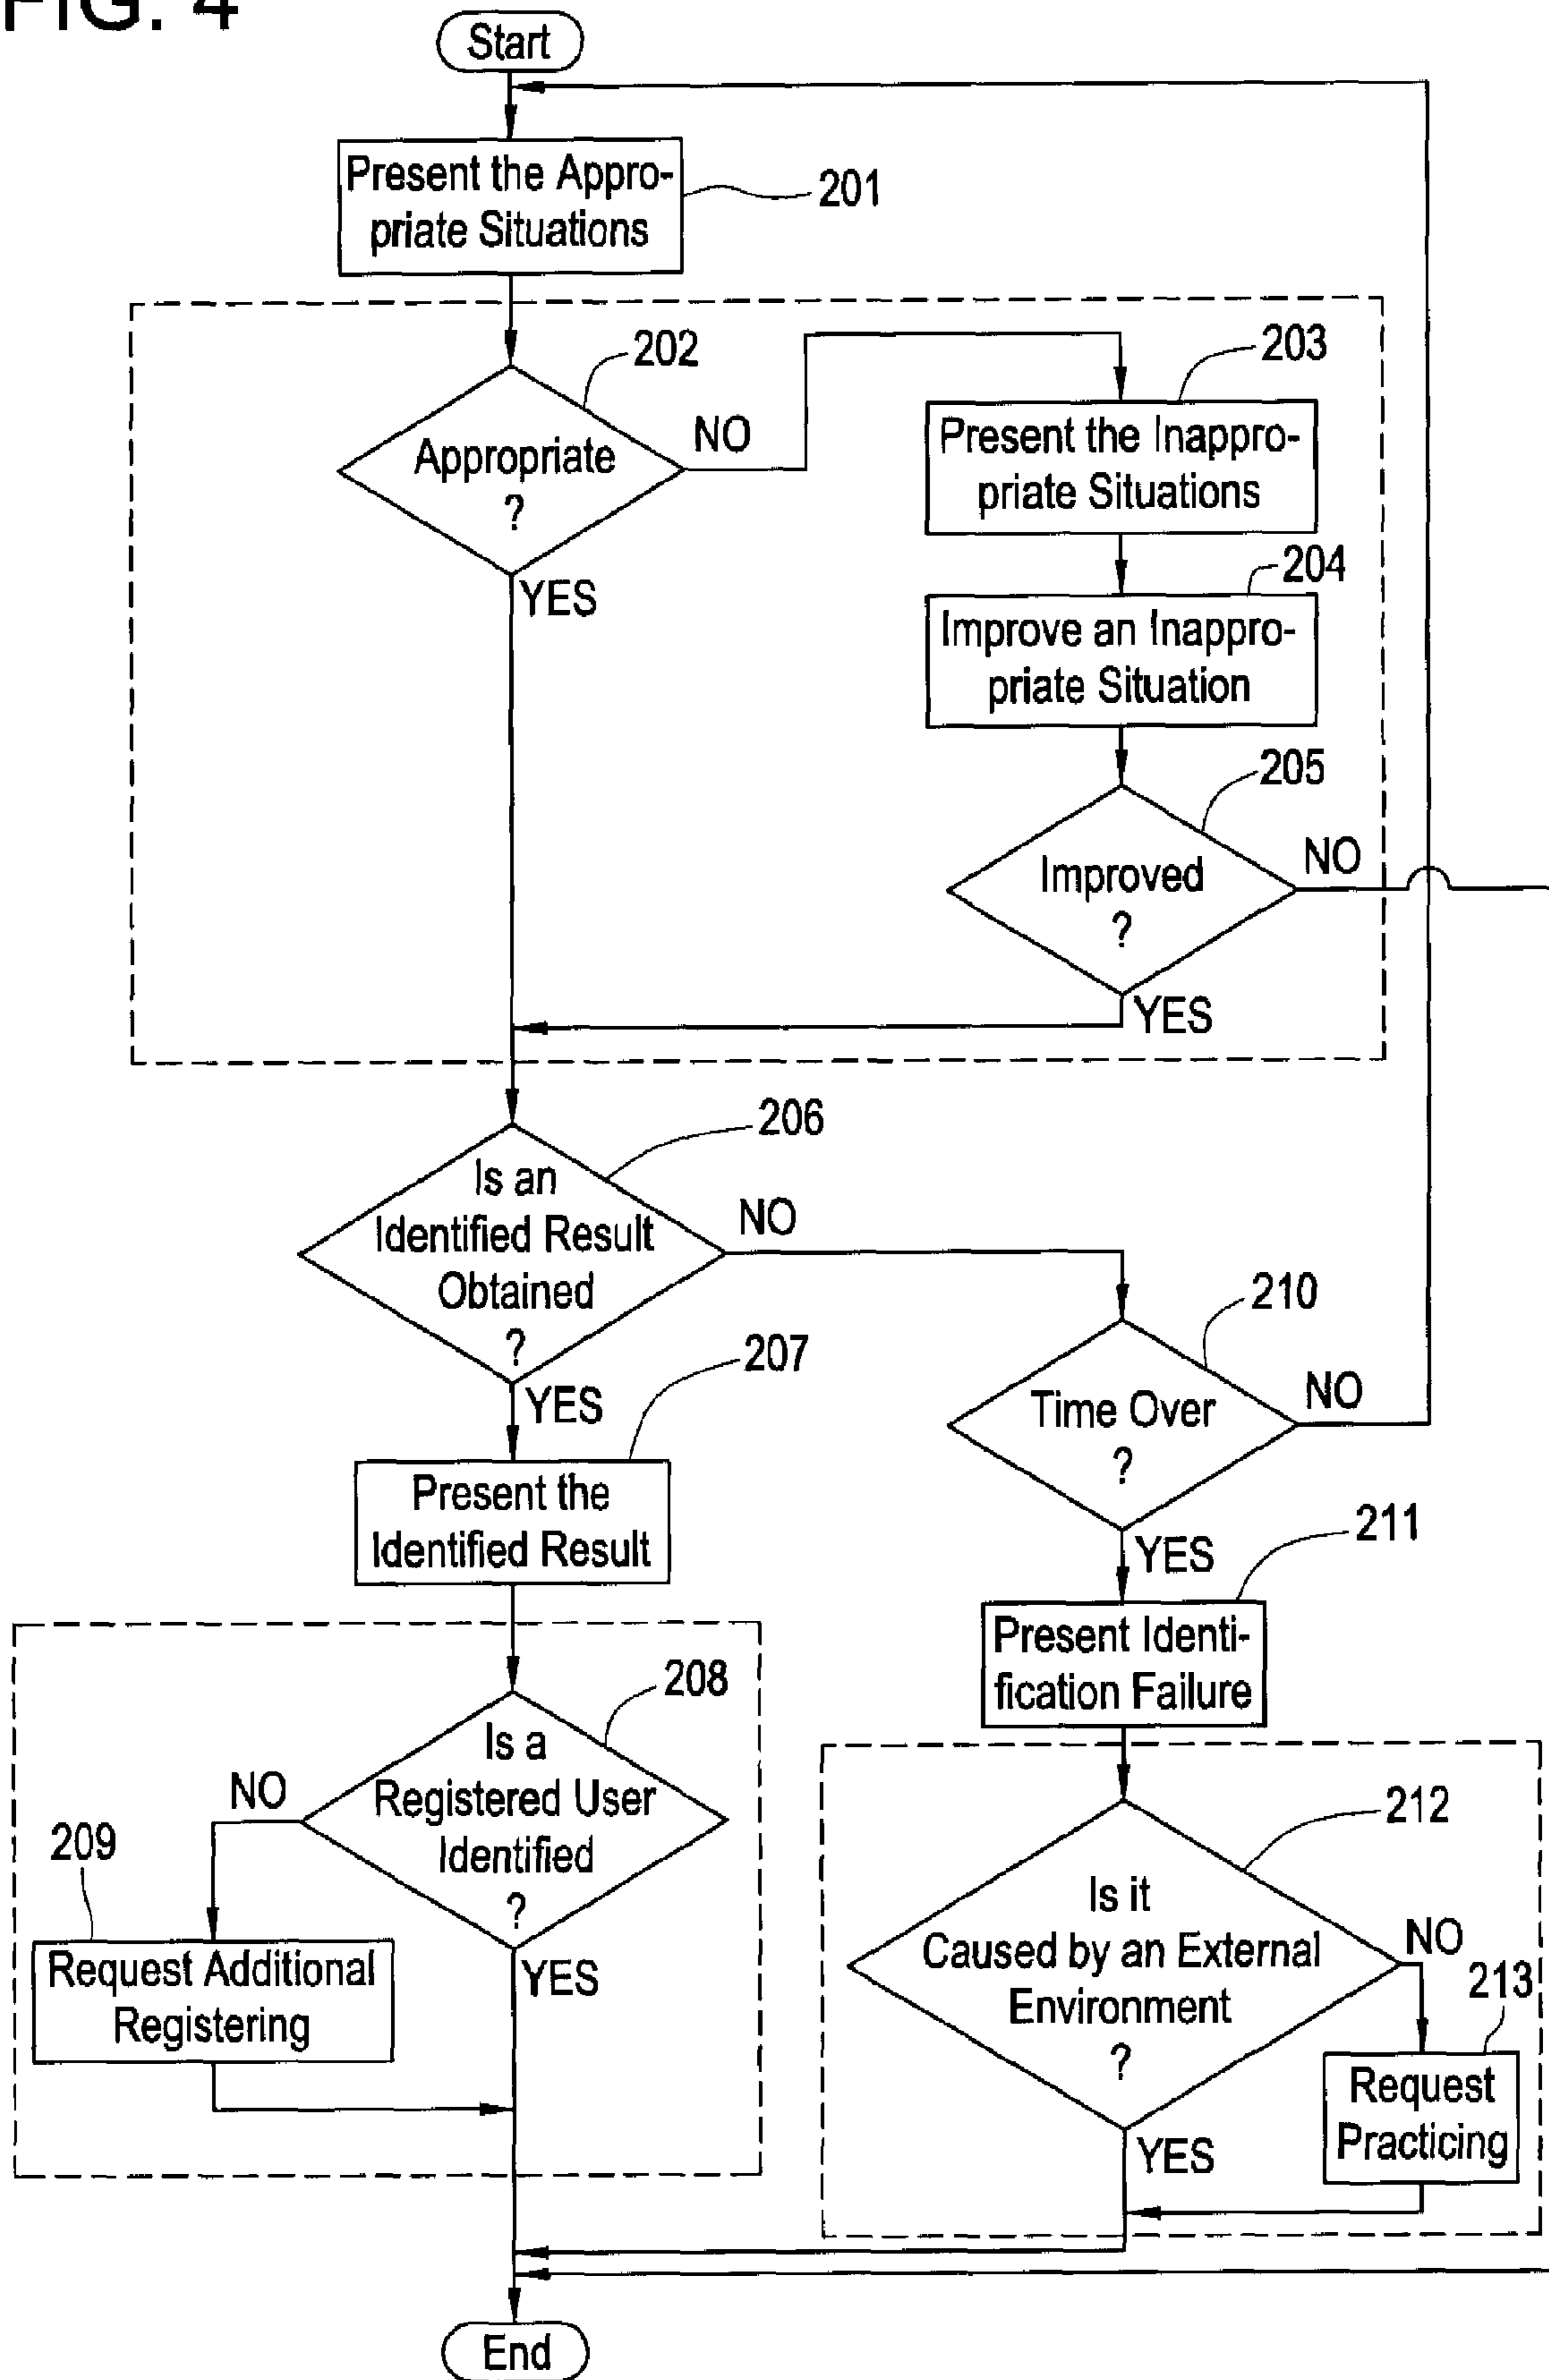 FIG. 4
Start
Present the Appro-
priate Situations
201
202
Appropriate
?
NO
YES
203
Present the Inappro-
priate Situations
204
Improve an Inappro-
priate Situation
205
Improved
?
NO
YES
206
Is an
Identified Result
Obtained
?
NO
YES
207
Present the
Identified Result
210
Time Over
?
NO
YES
211
Present Identi-
fication Failure
208
Is a
Registered User
Identified
?
NO
YES
209
Request Additional
Registering
212
Is it
Caused by an External
Environment
?
NO
YES
213
Request
Practicing
End